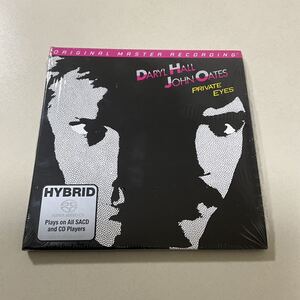 ORIGINAL MASTER RECORDING
DARYL HALL
JOHN OATES
PRIVATE EYES
HYBRID
Plays on All SACD
and CD Players